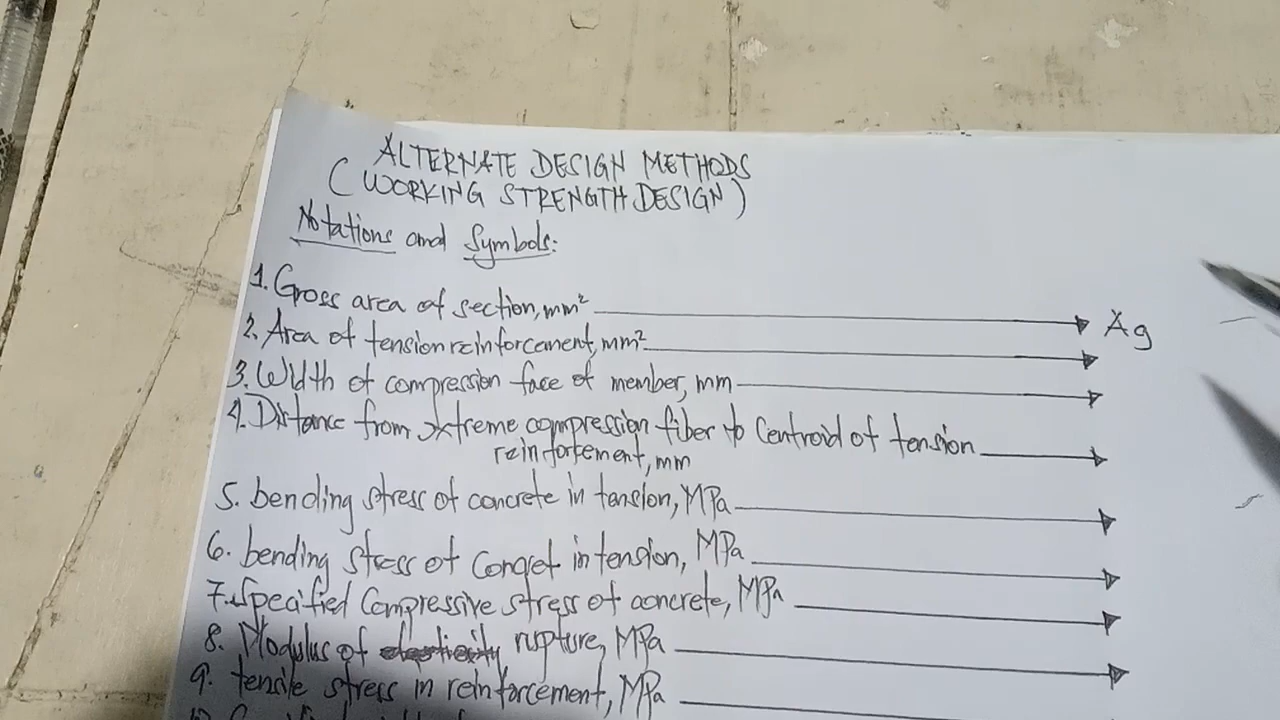 ALTERNATE DESIGN METHODS
(WORKING STRENGTH DESIGN)
Notations and Symbols:
1. Gross area of section, mm² Ag
2. Area of tension reinforcement, mm²
3. Width of compression face of member, mm
4. Distance from extreme compression fiber to Centroid of tension
reinforcement, mm
5. bending stress of concrete in tension, MPa
6. bending stress of in tension, MPa
7. Specified Compressive stress of concrete, MPa
8. Modulus of rupture, MPa
9. tensile stress in reinforcement, MPa